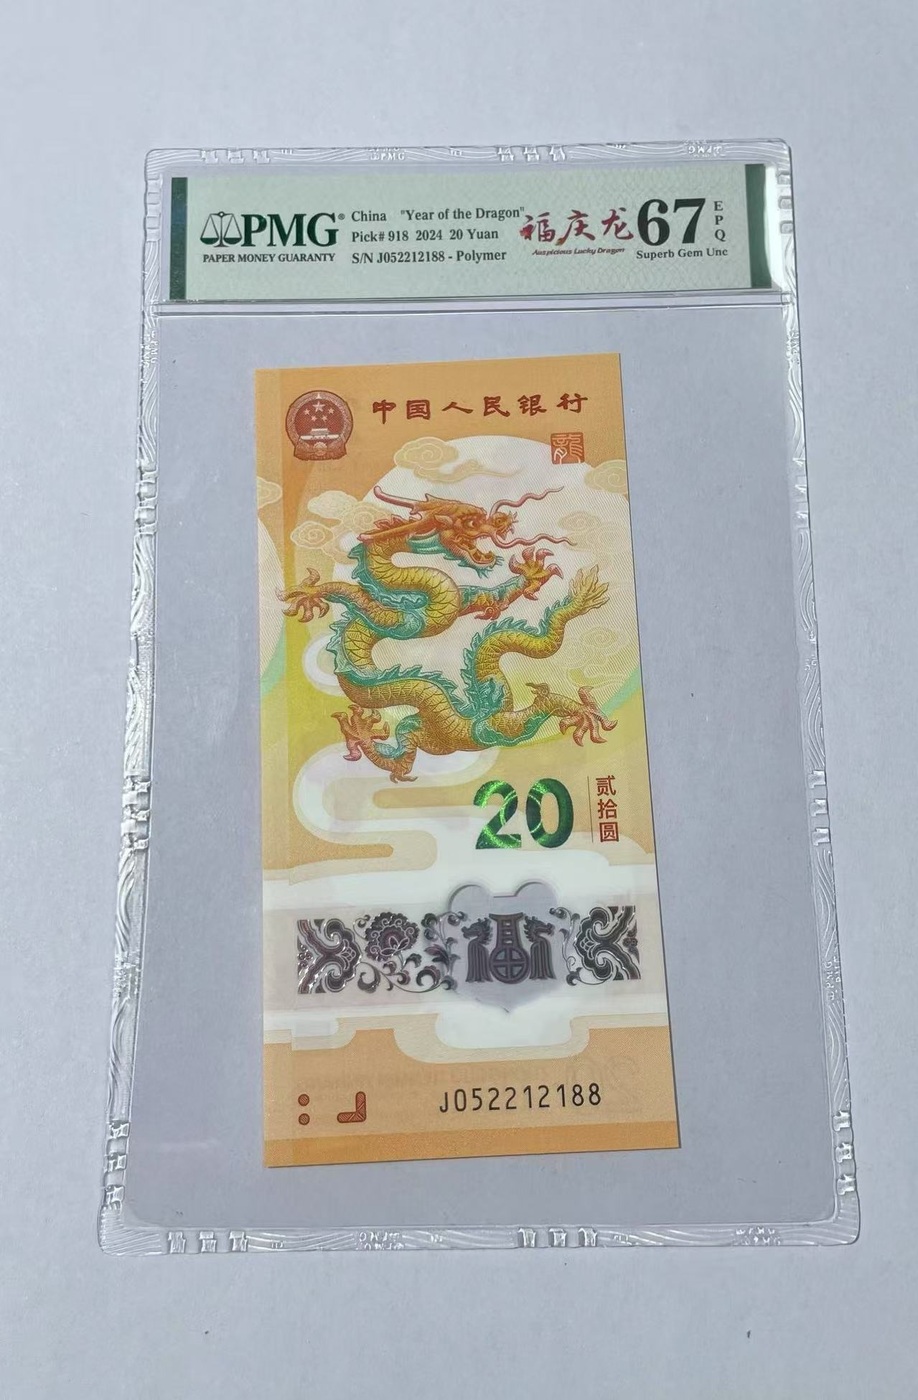 PMG®
PAPER MONEY GUARANTY
China "Year of the Dragon"
Pick# 918 2024 20 Yuan
S/N J052212188 - Polymer
福庆龙
Auspicious Lucky Dragon
67
EPQ
Superb Gem Unc
中国人民银行
龍
20
贰拾圆
J052212188